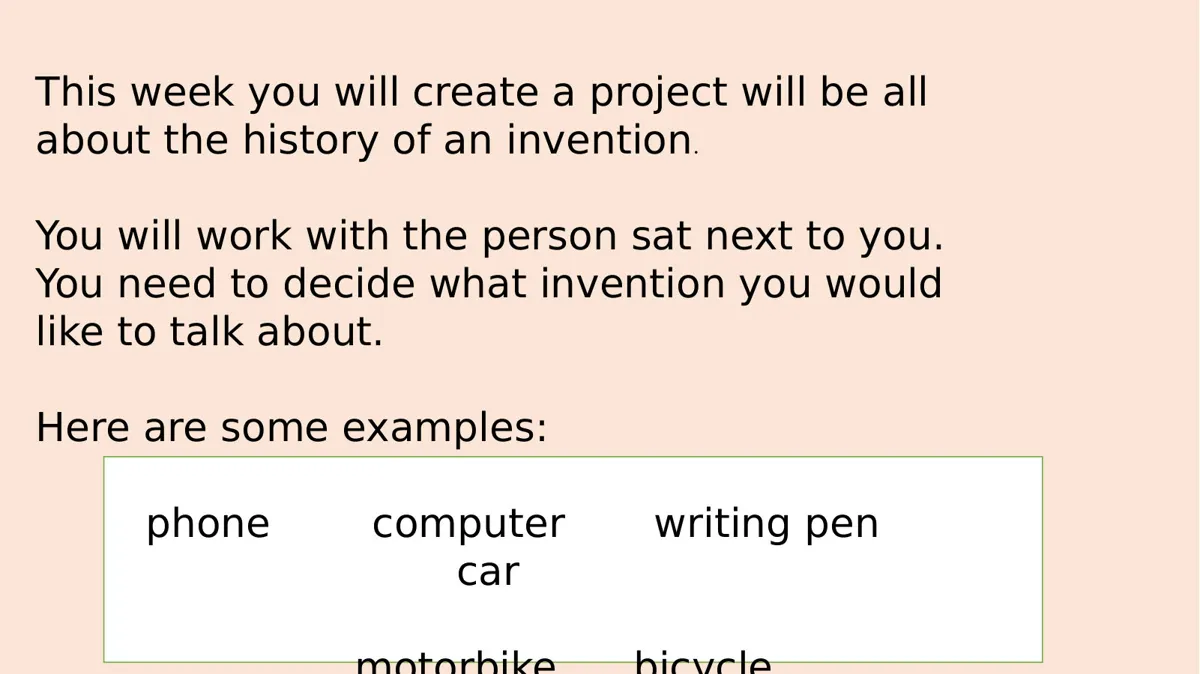 This week you will create a project will be all
about the history of an invention.
You will work with the person sat next to you.
You need to decide what invention you would
like to talk about.
Here are some examples:
phone computer writing pen
car
motorbike bicycle